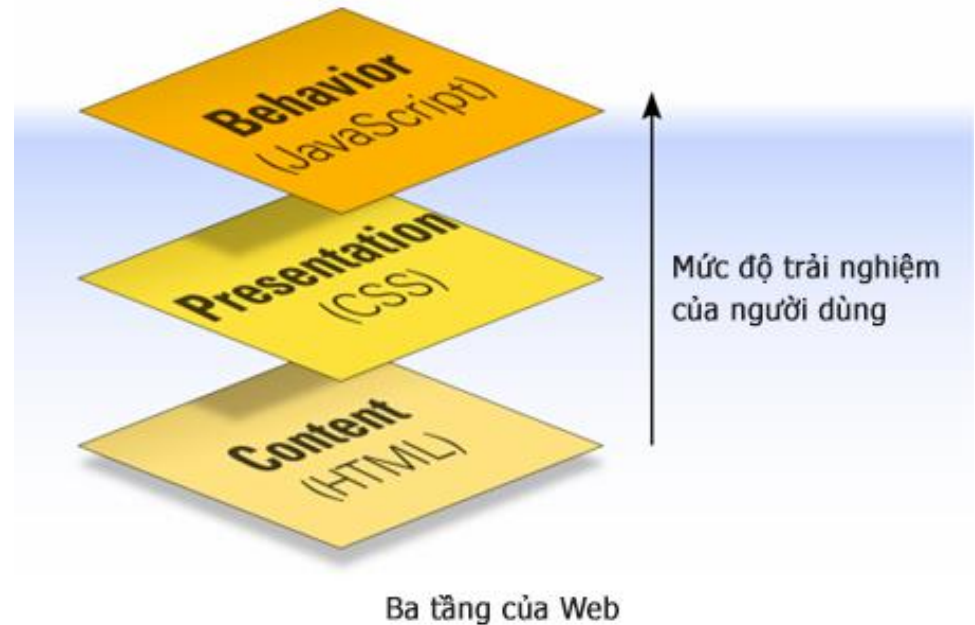 Behavior
(JavaScript)
Presentation
(CSS)
Content
(HTML)
Mức độ trải nghiệm
của người dùng
Ba tầng của Web